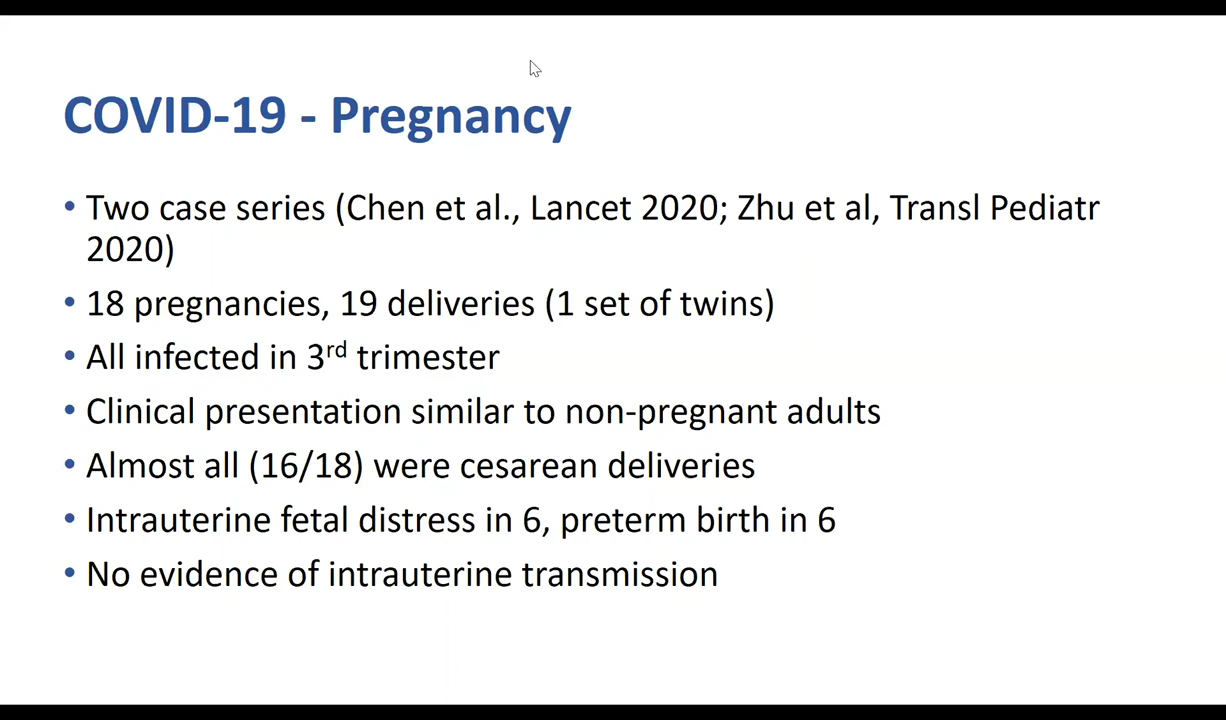 COVID-19 - Pregnancy
• Two case series (Chen et al., Lancet 2020; Zhu et al, Transl Pediatr
2020)
• 18 pregnancies, 19 deliveries (1 set of twins)
• All infected in 3rd trimester
• Clinical presentation similar to non-pregnant adults
• Almost all (16/18) were cesarean deliveries
• Intrauterine fetal distress in 6, preterm birth in 6
• No evidence of intrauterine transmission